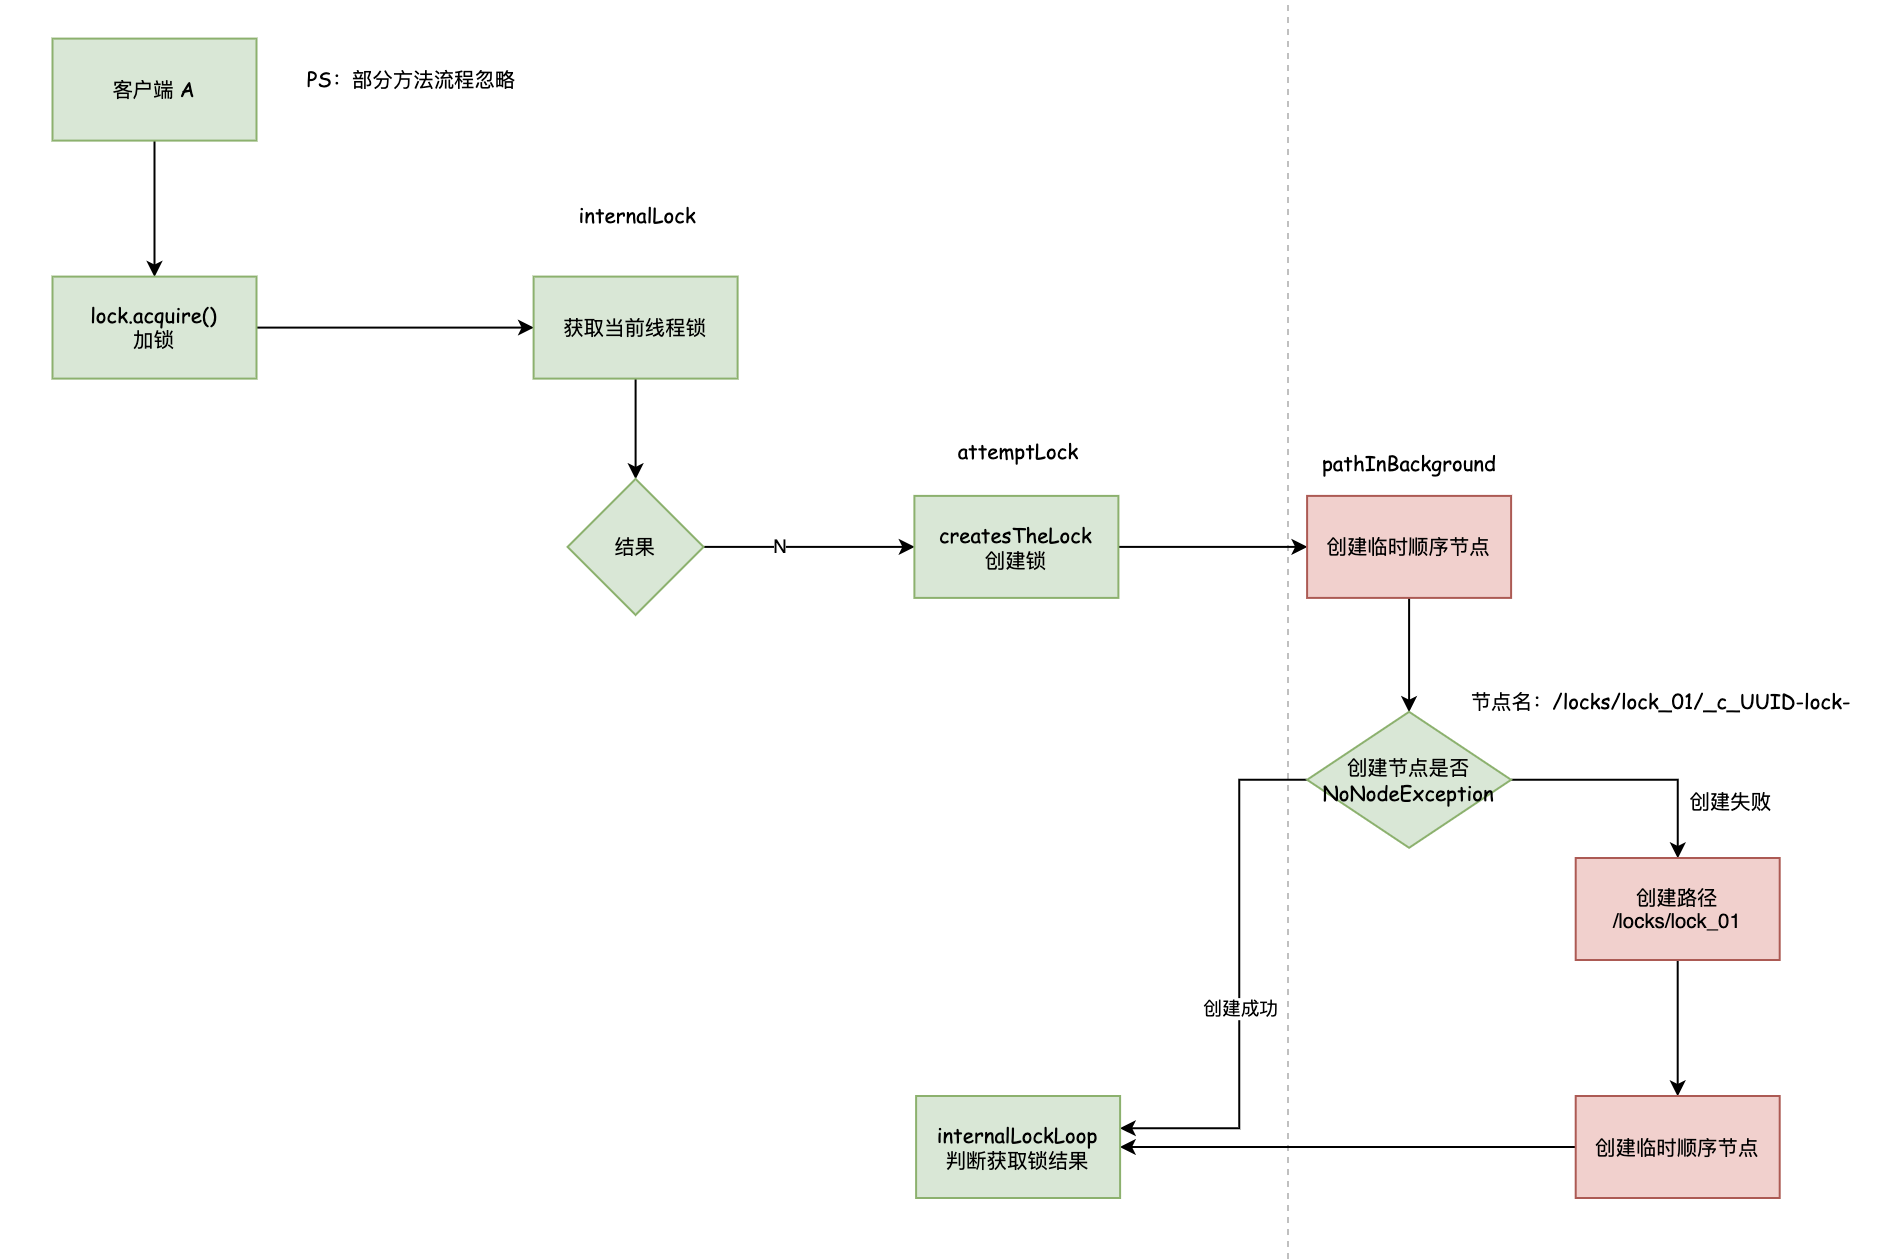 客户端 A
PS：部分方法流程忽略
internalLock
lock.acquire()
加锁
获取当前线程锁
attemptLock
pathInBackground
结果
N
createsTheLock
创建锁
创建临时顺序节点
节点名：/locks/lock_01/_c_UUID-lock-
创建节点是否
NoNodeException
创建失败
创建路径
/locks/lock_01
创建成功
internalLockLoop
判断获取锁结果
创建临时顺序节点